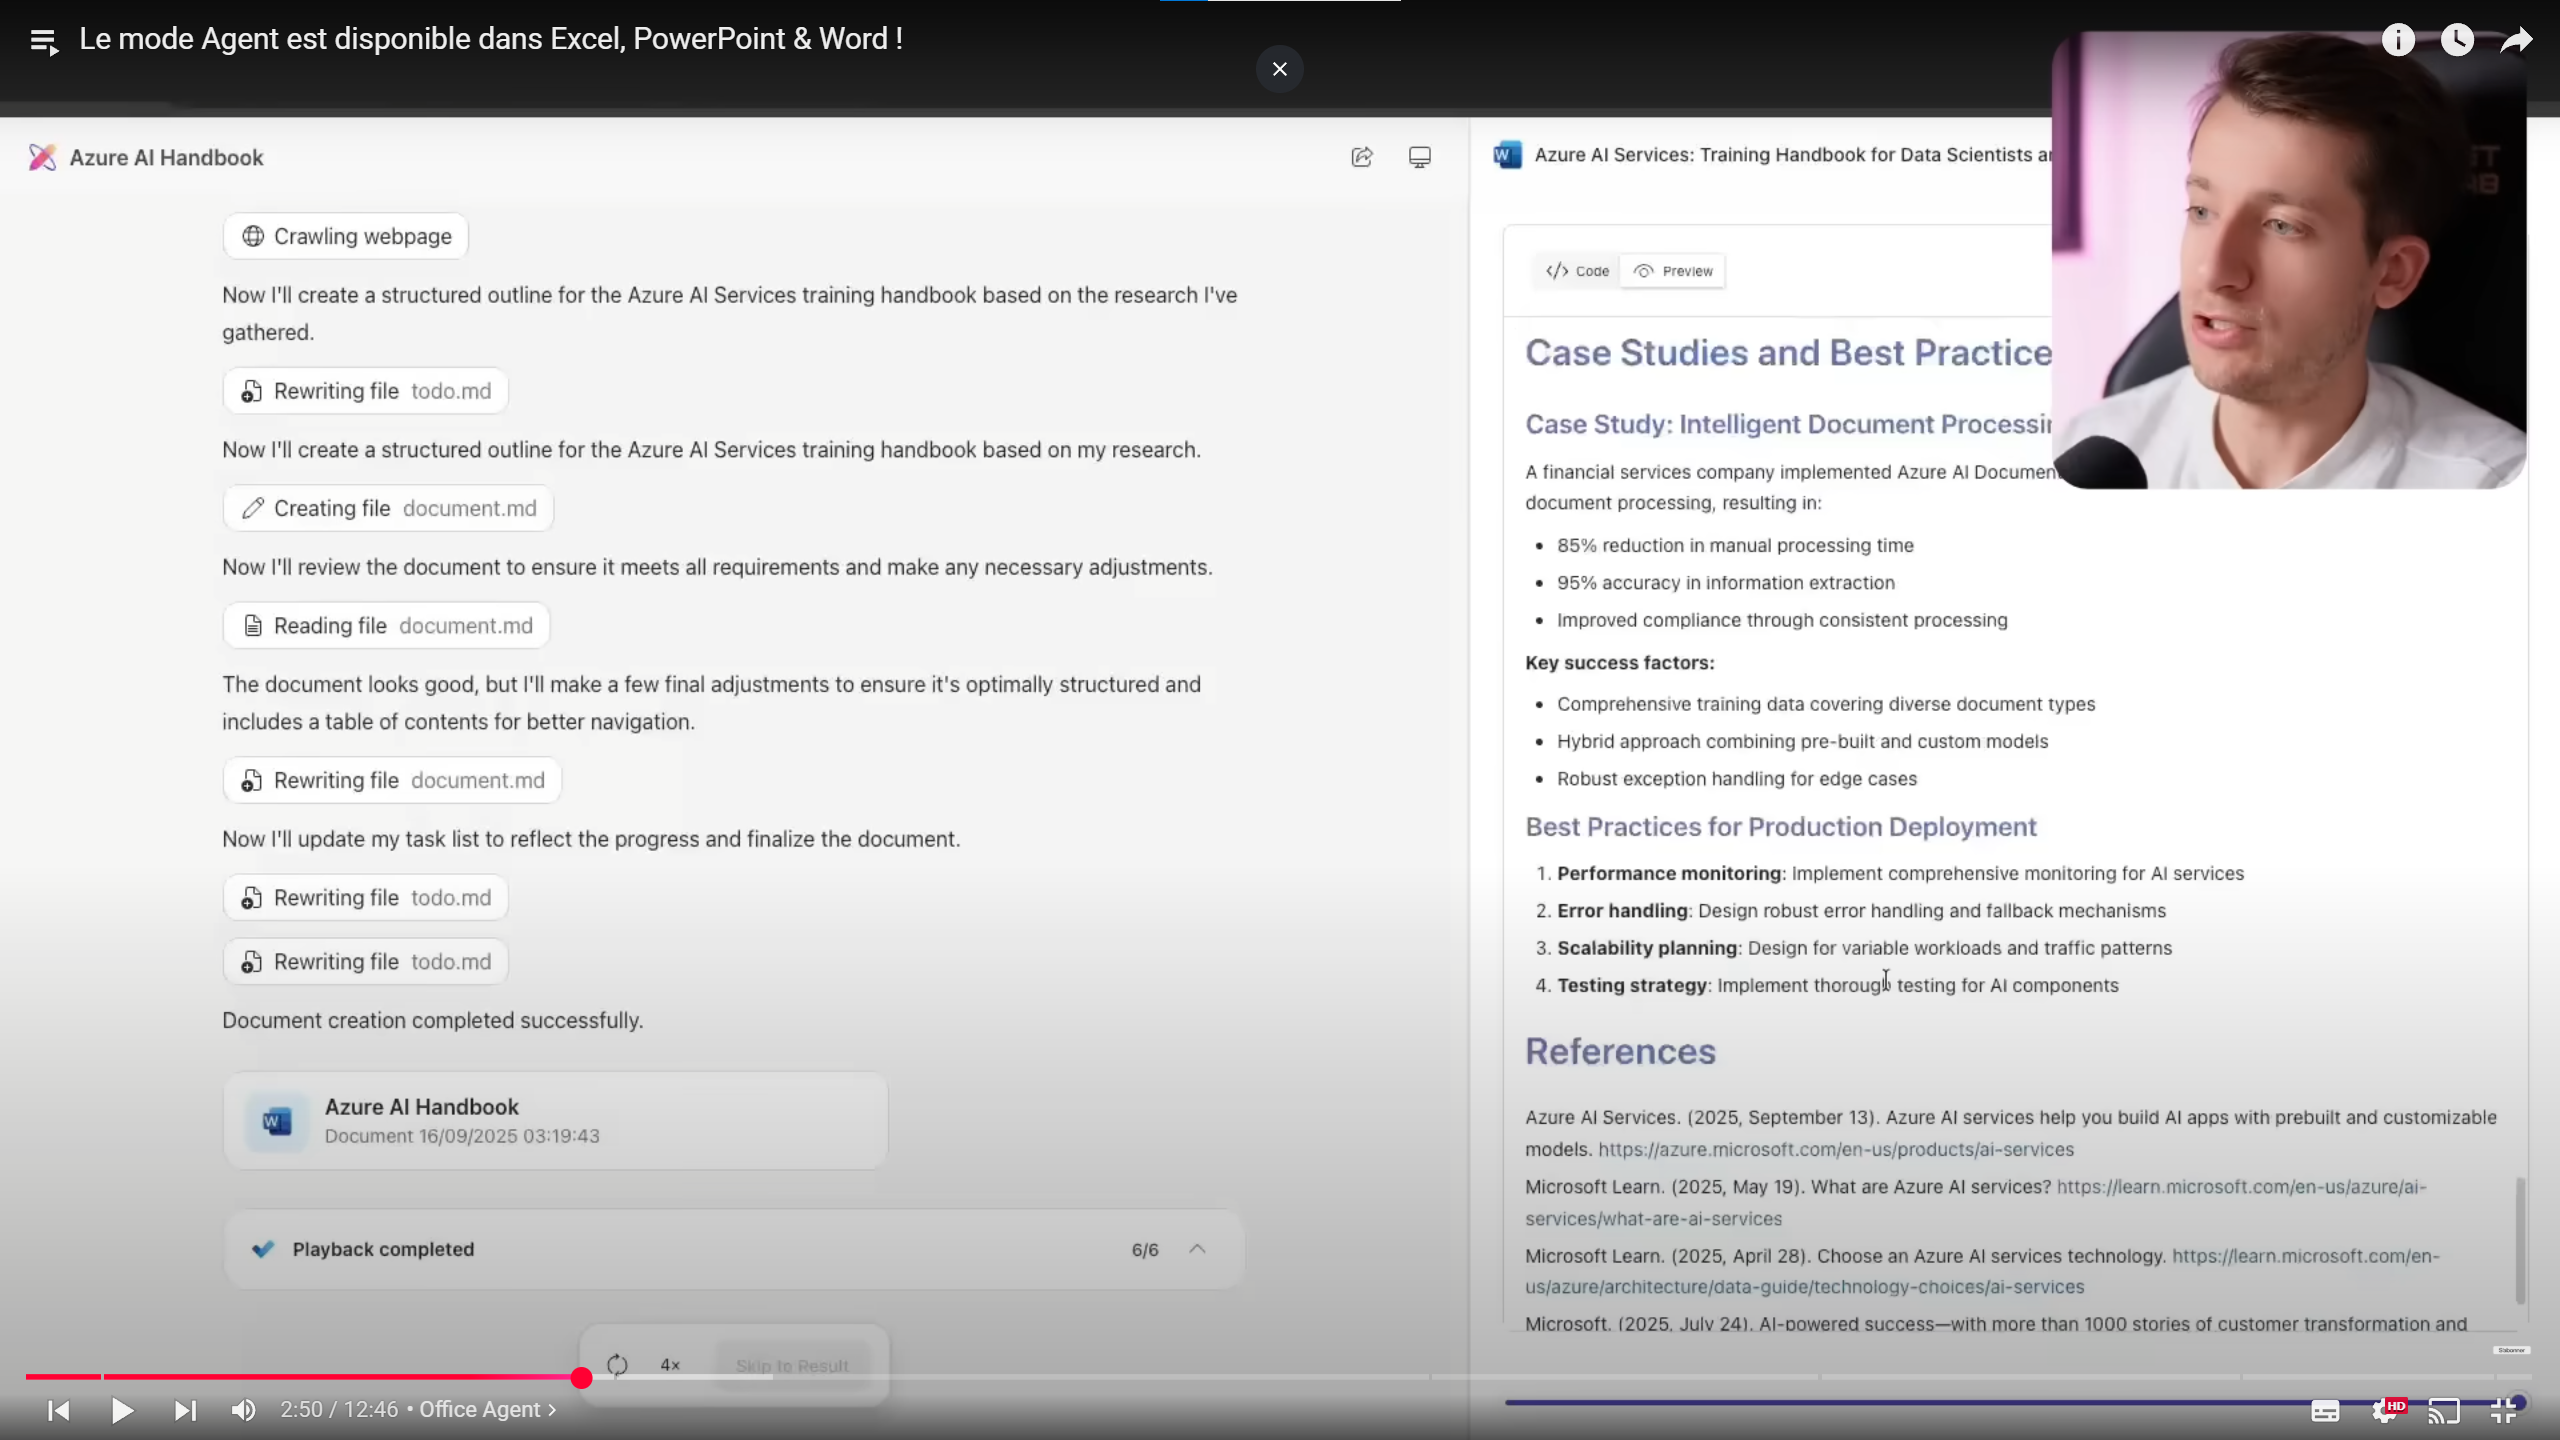 Le mode Agent est disponible dans Excel, PowerPoint & Word !
Azure AI Handbook
Crawling webpage
Now I'll create a structured outline for the Azure AI Services training handbook based on the research I've
gathered.
Rewriting file todo.md
Now I'll create a structured outline for the Azure AI Services training handbook based on my research.
Creating file document.md
Now I'll review the document to ensure it meets all requirements and make any necessary adjustments.
Reading file document.md
The document looks good, but I'll make a few final adjustments to ensure it's optimally structured and
includes a table of contents for better navigation.
Rewriting file document.md
Now I'll update my task list to reflect the progress and finalize the document.
Rewriting file todo.md
Rewriting file todo.md
Document creation completed successfully.
W
Azure AI Handbook
Document 16/09/2025 03:19:43
Playback completed
6/6
4x
Skip to Result
W
Azure AI Services: Training Handbook for Data Scientists
</> Code
Preview
Case Studies and Best Practice
Case Study: Intelligent Document
A financial services company implemented Azure AI Documen
document processing, resulting in:
• 85% reduction in manual processing time
• 95% accuracy in information extraction
• Improved compliance through consistent processing
Key success factors:
• Comprehensive training data covering diverse document types
• Hybrid approach combining pre-built and custom models
• Robust exception handling for edge cases
Best Practices for Production Deployment
1. Performance monitoring: Implement comprehensive monitoring for AI services
2. Error handling: Design robust error handling and fallback mechanisms
3. Scalability planning: Design for variable workloads and traffic patterns
4. Testing strategy: Implement thorough testing for AI components
References
Azure AI Services. (2025, September 13). Azure AI services help you build AI apps with prebuilt and customizable
models. https://azure.microsoft.com/en-us/products/ai-services
Microsoft Learn. (2025, May 19). What are Azure AI services? https://learn.microsoft.com/en-us/azure/ai-
services/what-are-ai-services
Microsoft Learn. (2025, April 28). Choose an Azure AI services technology. https://learn.microsoft.com/en-
us/azure/architecture/data-guide/technology-choices/ai-services
Microsoft. (2025, July 24). AI-powered success—with more than 1000 stories of customer transformation and
S'abonner
2:50 / 12:46 • Office Agent >
HD